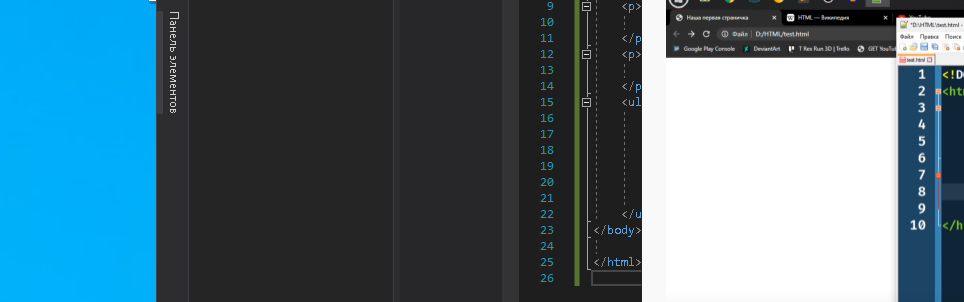 Панель элементов
9 <p>
10
11 </p
12 <p>
13
14 </p
15 <ul
16
17
18
19
20
21
22 </u
23 </body>
24
25 </html>
26
Наша первая страничка
HTML — Википедия
Файл D:/HTML/test.html
Google Play Console DeviantArt T Rex Run 3D | Trello GET YouTu
*D:\HTML\test.html -
Файл Правка Поиск
test.html
1 <!D
2 <ht
3
4
5
6
7
8
9
10 </h